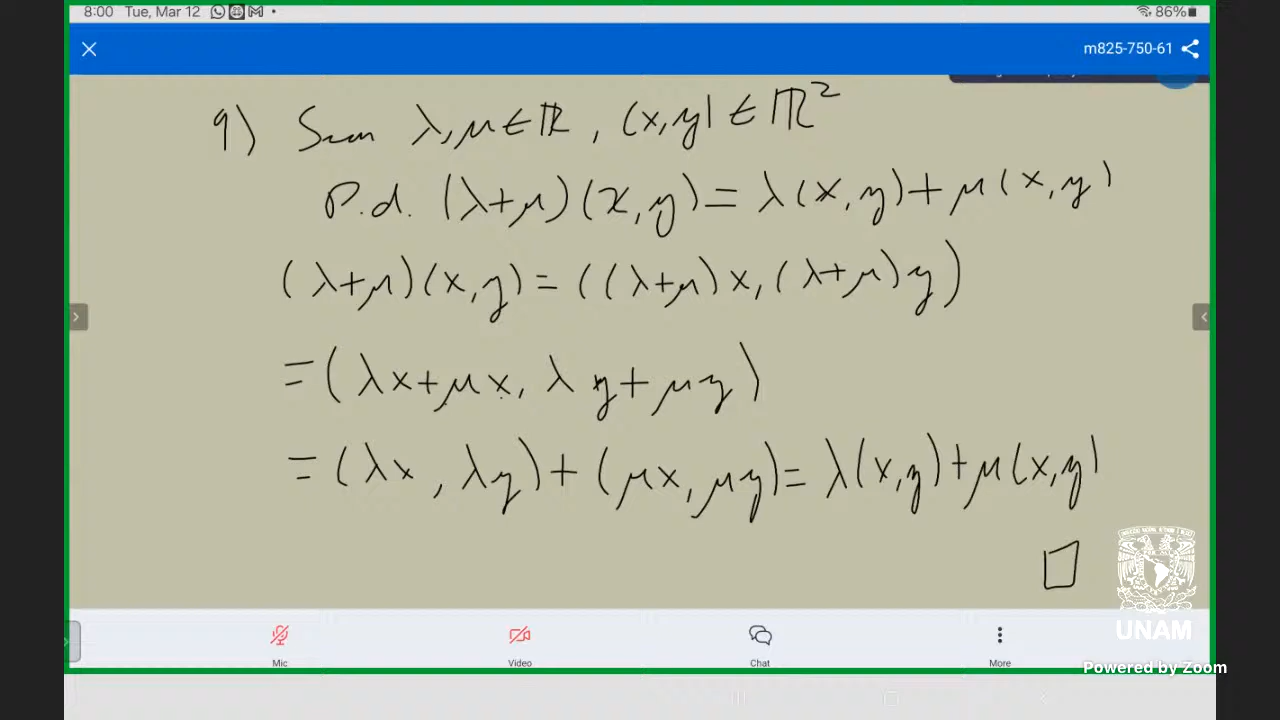 8:00 Tue, Mar 12
86%
m825-750-61
9) Sean λ, μ ∈ ℝ, (x,y) ∈ ℝ²
P.d. (λ+μ)(x,y) = λ(x,y) + μ(x,y)
(λ+μ)(x,y) = ((λ+μ)x, (λ+μ)y)
= (λx+μx, λy+μy)
= (λx, λy) + (μx, μy) = λ(x,y) + μ(x,y)
□
UNAM
Mic Video Chat More
Powered by Zoom